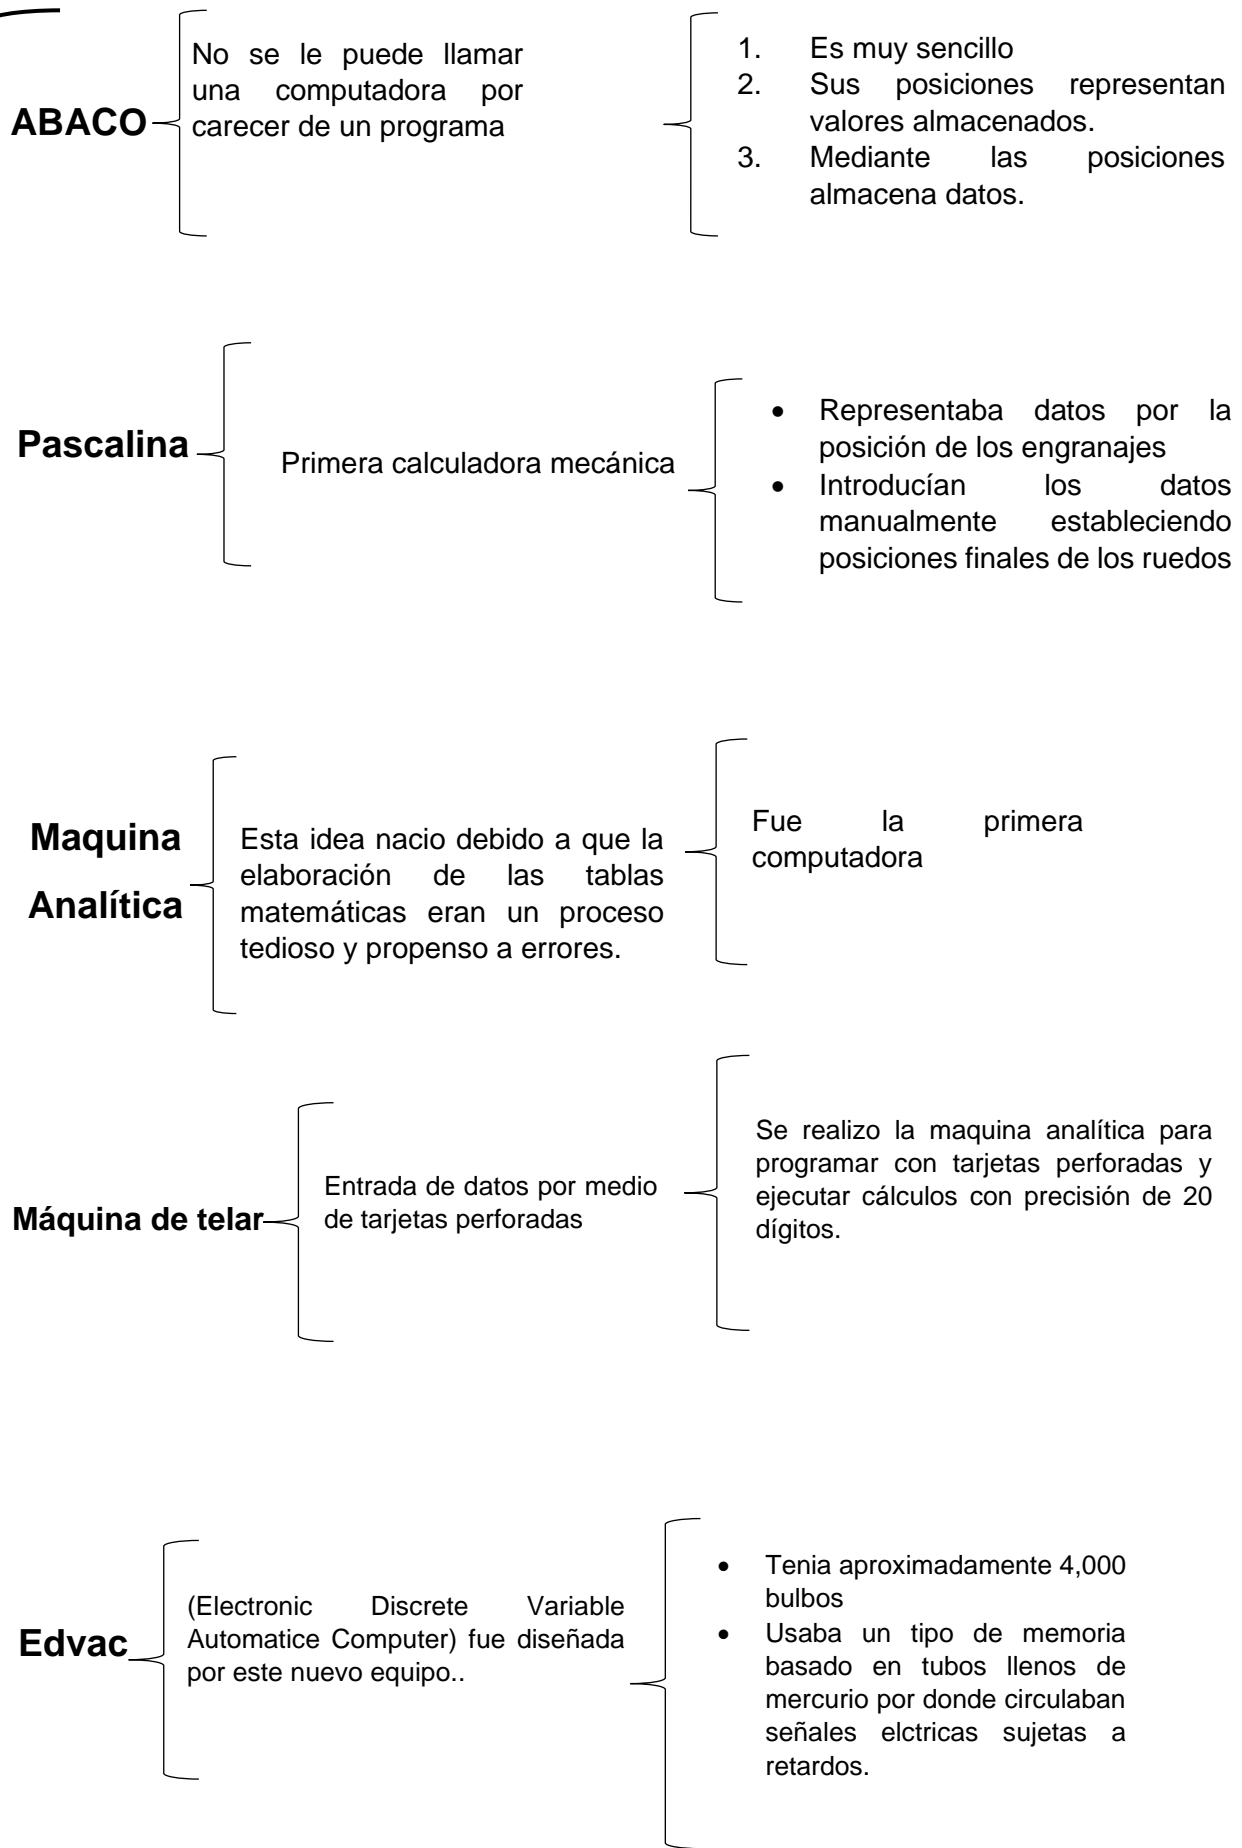 ABACO
No se le puede llamar
una computadora por
carecer de un programa
1. Es muy sencillo
2. Sus posiciones representan
valores almacenados.
3. Mediante las posiciones
almacena datos.
Pascalina
Primera calculadora mecánica
• Representaba datos por la
posición de los engranajes
• Introducían los datos
manualmente estableciendo
posiciones finales de los ruedos
Maquina
Analítica
Esta idea nacio debido a que la
elaboración de las tablas
matemáticas eran un proceso
tedioso y propenso a errores.
Fue la primera
computadora
Máquina de telar
Entrada de datos por medio
de tarjetas perforadas
Se realizo la maquina analítica para
programar con tarjetas perforadas y
ejecutar cálculos con precisión de 20
dígitos.
Edvac
(Electronic Discrete Variable
Automatice Computer) fue diseñada
por este nuevo equipo..
• Tenia aproximadamente 4,000
bulbos
• Usaba un tipo de memoria
basado en tubos llenos de
mercurio por donde circulaban
señales elctricas sujetas a
retardos.